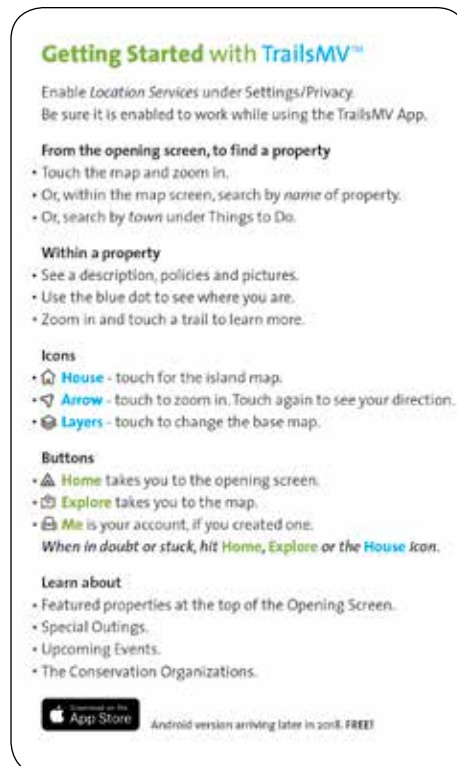 Getting Started with TrailsMV™
Enable Location Services under Settings/Privacy.
Be sure it is enabled to work while using the TrailsMV App.
From the opening screen, to find a property
• Touch the map and zoom in.
• Or, within the map screen, search by name of property.
• Or, search by town under Things to Do.
Within a property
• See a description, policies and pictures.
• Use the blue dot to see where you are.
• Zoom in and touch a trail to learn more.
Icons
• House - touch for the island map.
• Arrow - touch to zoom in. Touch again to see your direction.
• Layers - touch to change the base map.
Buttons
• Home takes you to the opening screen.
• Explore takes you to the map.
• Me is your account, if you created one.
When in doubt or stuck, hit Home, Explore or the House icon.
Learn about
• Featured properties at the top of the Opening Screen.
• Special Outings.
• Upcoming Events.
• The Conservation Organizations.
Download on the
App Store
Android version arriving later in 2018. FREE!